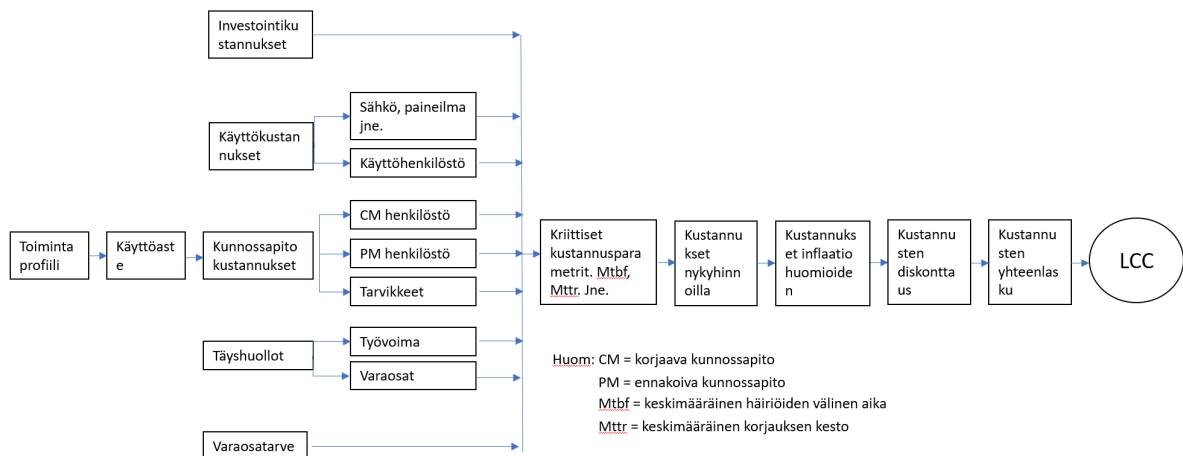 Investointiku
stannukset
Sähkö, paineilma
jne.
Käyttökustan
nukset
Käyttöhenkilöstö
CM henkilöstö
Toiminta
profiili
Käyttöast
e
Kunnossapito
kustannukset
PM henkilöstö
Tarvikkeet
Kriittiset
kustannuspara
metrit. Mtbf,
Mttr. Jne.
Kustannu
kset
nykyhinn
oilla
Kustannuks
et inflaatio
huomioide
n
Kustannu
sten
diskontta
us
Kustannu
sten
yhteenlas
ku
LCC
Täyshuollot
Työvoima
Varaosat
Varaosatarve
Huom: CM = korjaava kunnossapito
PM = ennakoiva kunnossapito
Mtbf = keskimääräinen häiriöiden välinen aika
Mttr = keskimääräinen korjauksen kesto